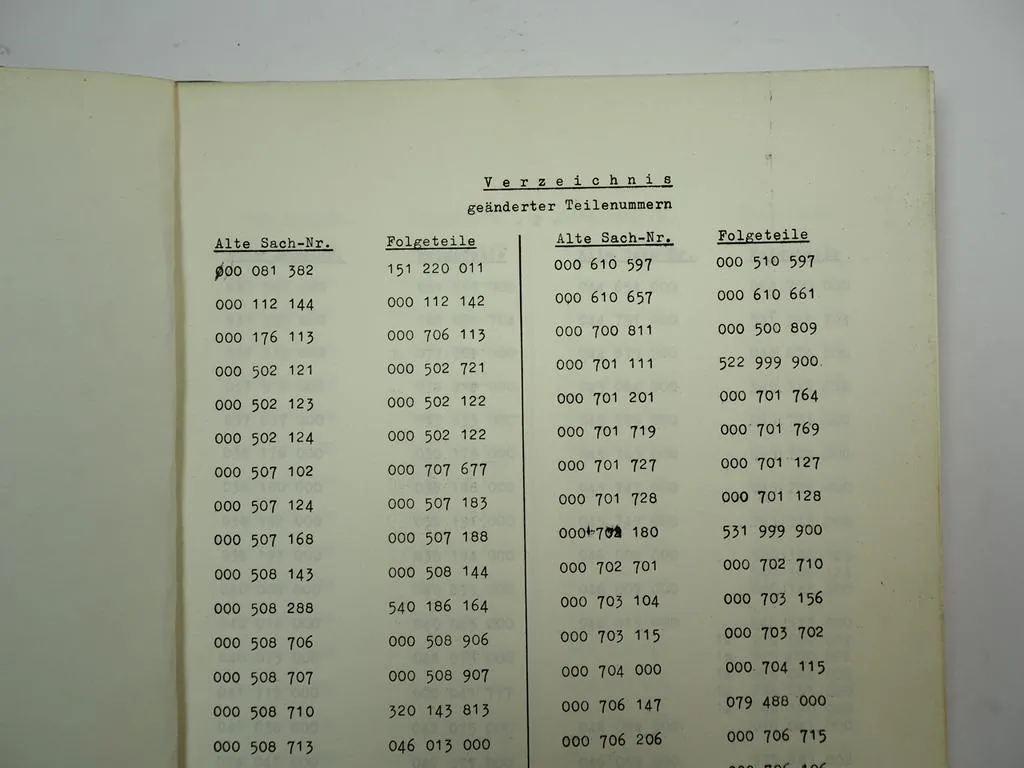 Verzeichnis
geänderter Teilenummern
Alte Sach-Nr. Folgeteile
000 081 382 151 220 011
000 112 144 000 112 142
000 176 113 000 706 113
000 502 121 000 502 721
000 502 123 000 502 122
000 502 124 000 502 122
000 507 102 000 707 677
000 507 124 000 507 183
000 507 168 000 507 188
000 508 143 000 508 144
000 508 288 540 186 164
000 508 706 000 508 906
000 508 707 000 508 907
000 508 710 320 143 813
000 508 713 046 013 000
Alte Sach-Nr. Folgeteile
000 610 597 000 510 597
000 610 657 000 610 661
000 700 811 000 500 809
000 701 111 522 999 900
000 701 201 000 701 764
000 701 719 000 701 769
000 701 727 000 701 127
000 701 728 000 701 128
000 180 531 999 900
000 702 701 000 702 710
000 703 104 000 703 156
000 703 115 000 703 702
000 704 000 000 704 115
000 706 147 079 488 000
000 706 206 000 706 715